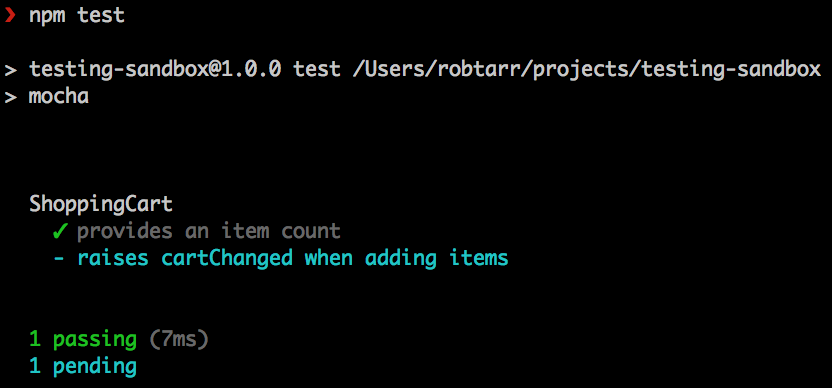 ❯ npm test
> testing-sandbox@1.0.0 test /Users/robtarr/projects/testing-sandbox
> mocha
ShoppingCart
✓ provides an item count
- raises cartChanged when adding items
1 passing (7ms)
1 pending